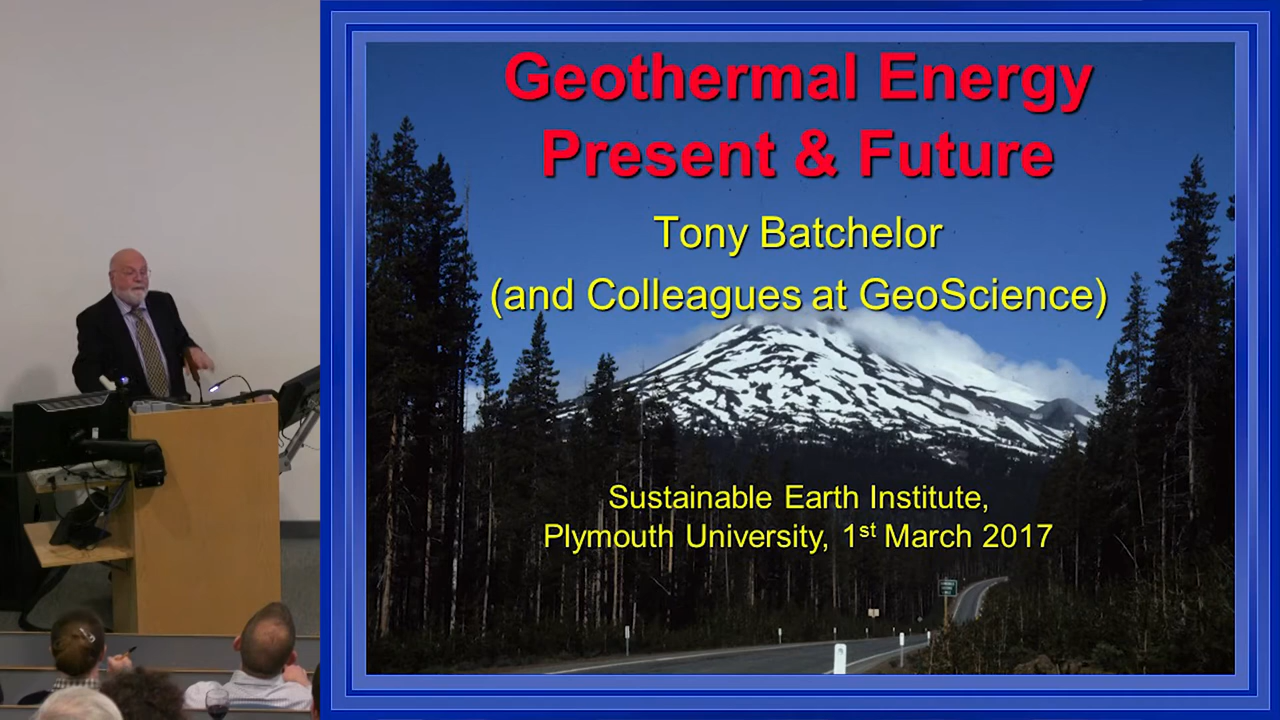 Geothermal Energy
Present & Future
Tony Batchelor
(and Colleagues at GeoScience)
Sustainable Earth Institute,
Plymouth University, 1st March 2017